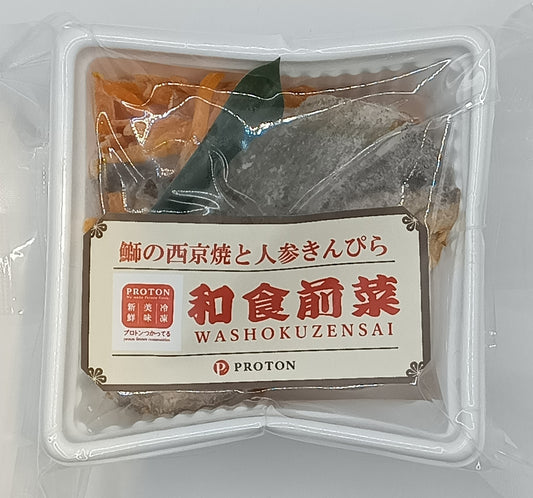 鰤の西京焼と人参きんぴら
PROTON
新鮮 美味 冷凍
プロトンつかってる
和食前菜
WASHOKUZENSAI
PROTON